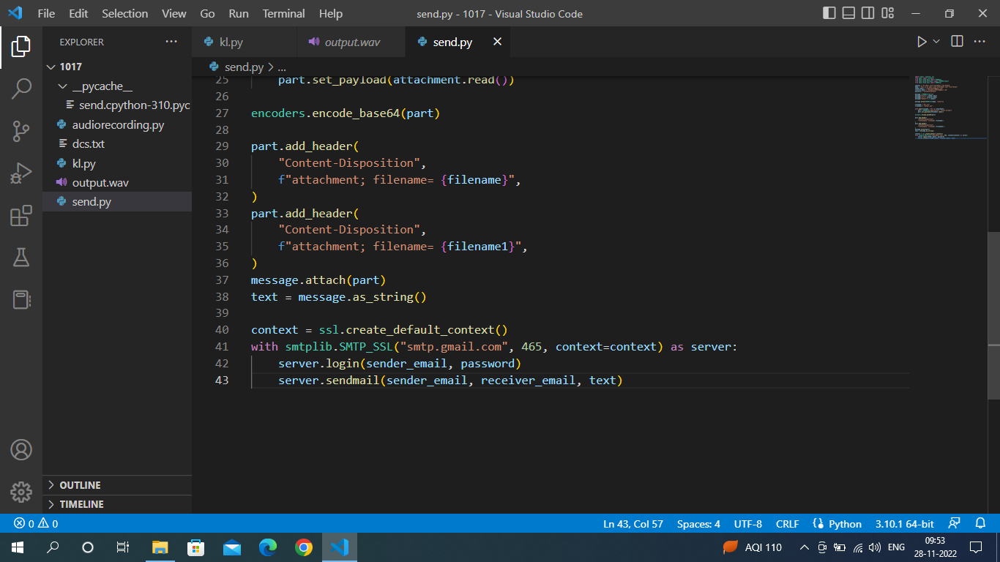 File Edit Selection View Go Run Terminal Help
send.py - 1017 - Visual Studio Code
EXPLORER
1017
__pycache__
send.cpython-310.pyc
audiorecording.py
dcs.txt
kl.py
output.wav
send.py
OUTLINE
TIMELINE
kl.py output.wav send.py
send.py > ...
25 part.set_payload(attachment.read())
26
27 encoders.encode_base64(part)
28
29 part.add_header(
30 "Content-Disposition",
31 f"attachment; filename= {filename}",
32 )
33 part.add_header(
34 "Content-Disposition",
35 f"attachment; filename= {filename1}",
36 )
37 message.attach(part)
38 text = message.as_string()
39
40 context = ssl.create_default_context()
41 with smtplib.SMTP_SSL("smtp.gmail.com", 465, context=context) as server:
42 server.login(sender_email, password)
43 server.sendmail(sender_email, receiver_email, text)
0 0
Ln 43, Col 57 Spaces: 4 UTF-8 CRLF Python 3.10.1 64-bit
AQI 110 ENG
09:53
28-11-2022